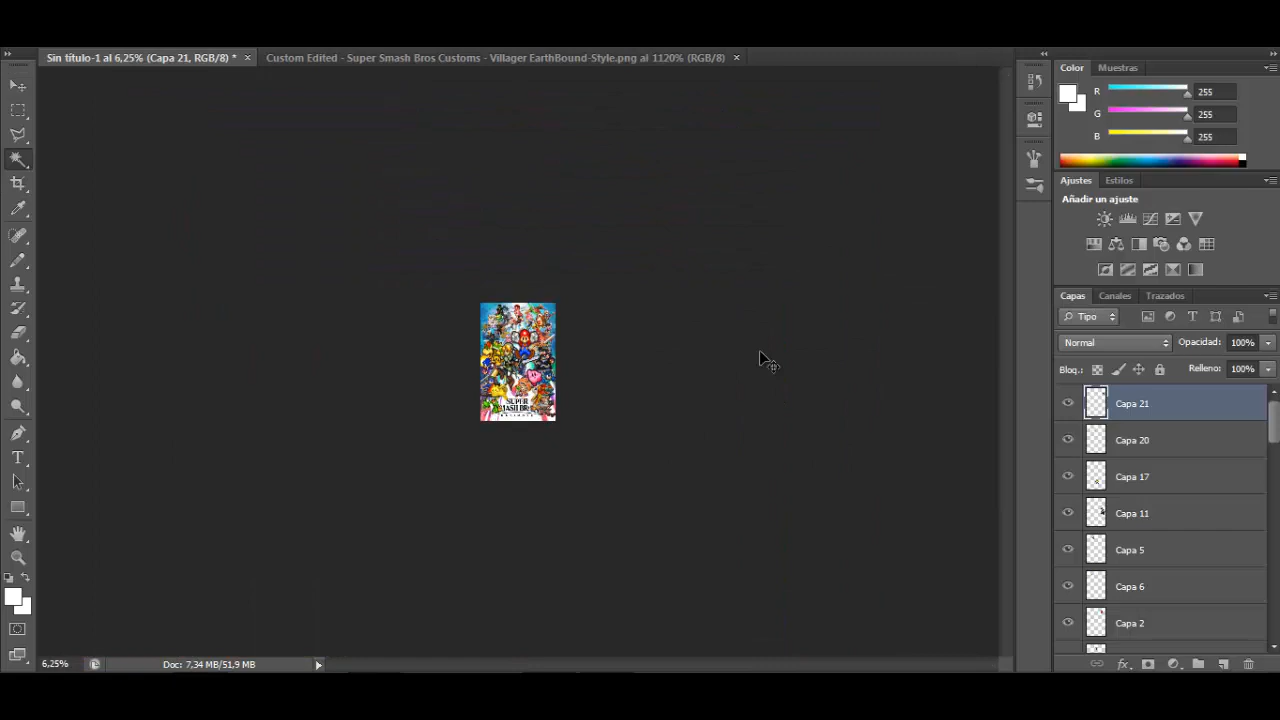 Sin título-1 al 6,25% (Capa 21, RGB/8) *
Custom Edited - Super Smash Bros Customs - Villager EarthBound-Style.png al 1120% (RGB/8)
Color
Muestras
R
255
G
255
B
255
Ajustes
Estilos
Añadir un ajuste
Capas
Canales
Trazados
Tipo
Normal
Opacidad:
100%
Bloq.:
Relleno:
100%
Capa 21
Capa 20
Capa 17
Capa 11
Capa 5
Capa 6
Capa 2
SUPER
SMASH BROS
6,25%
Doc: 7,34 MB/51,9 MB